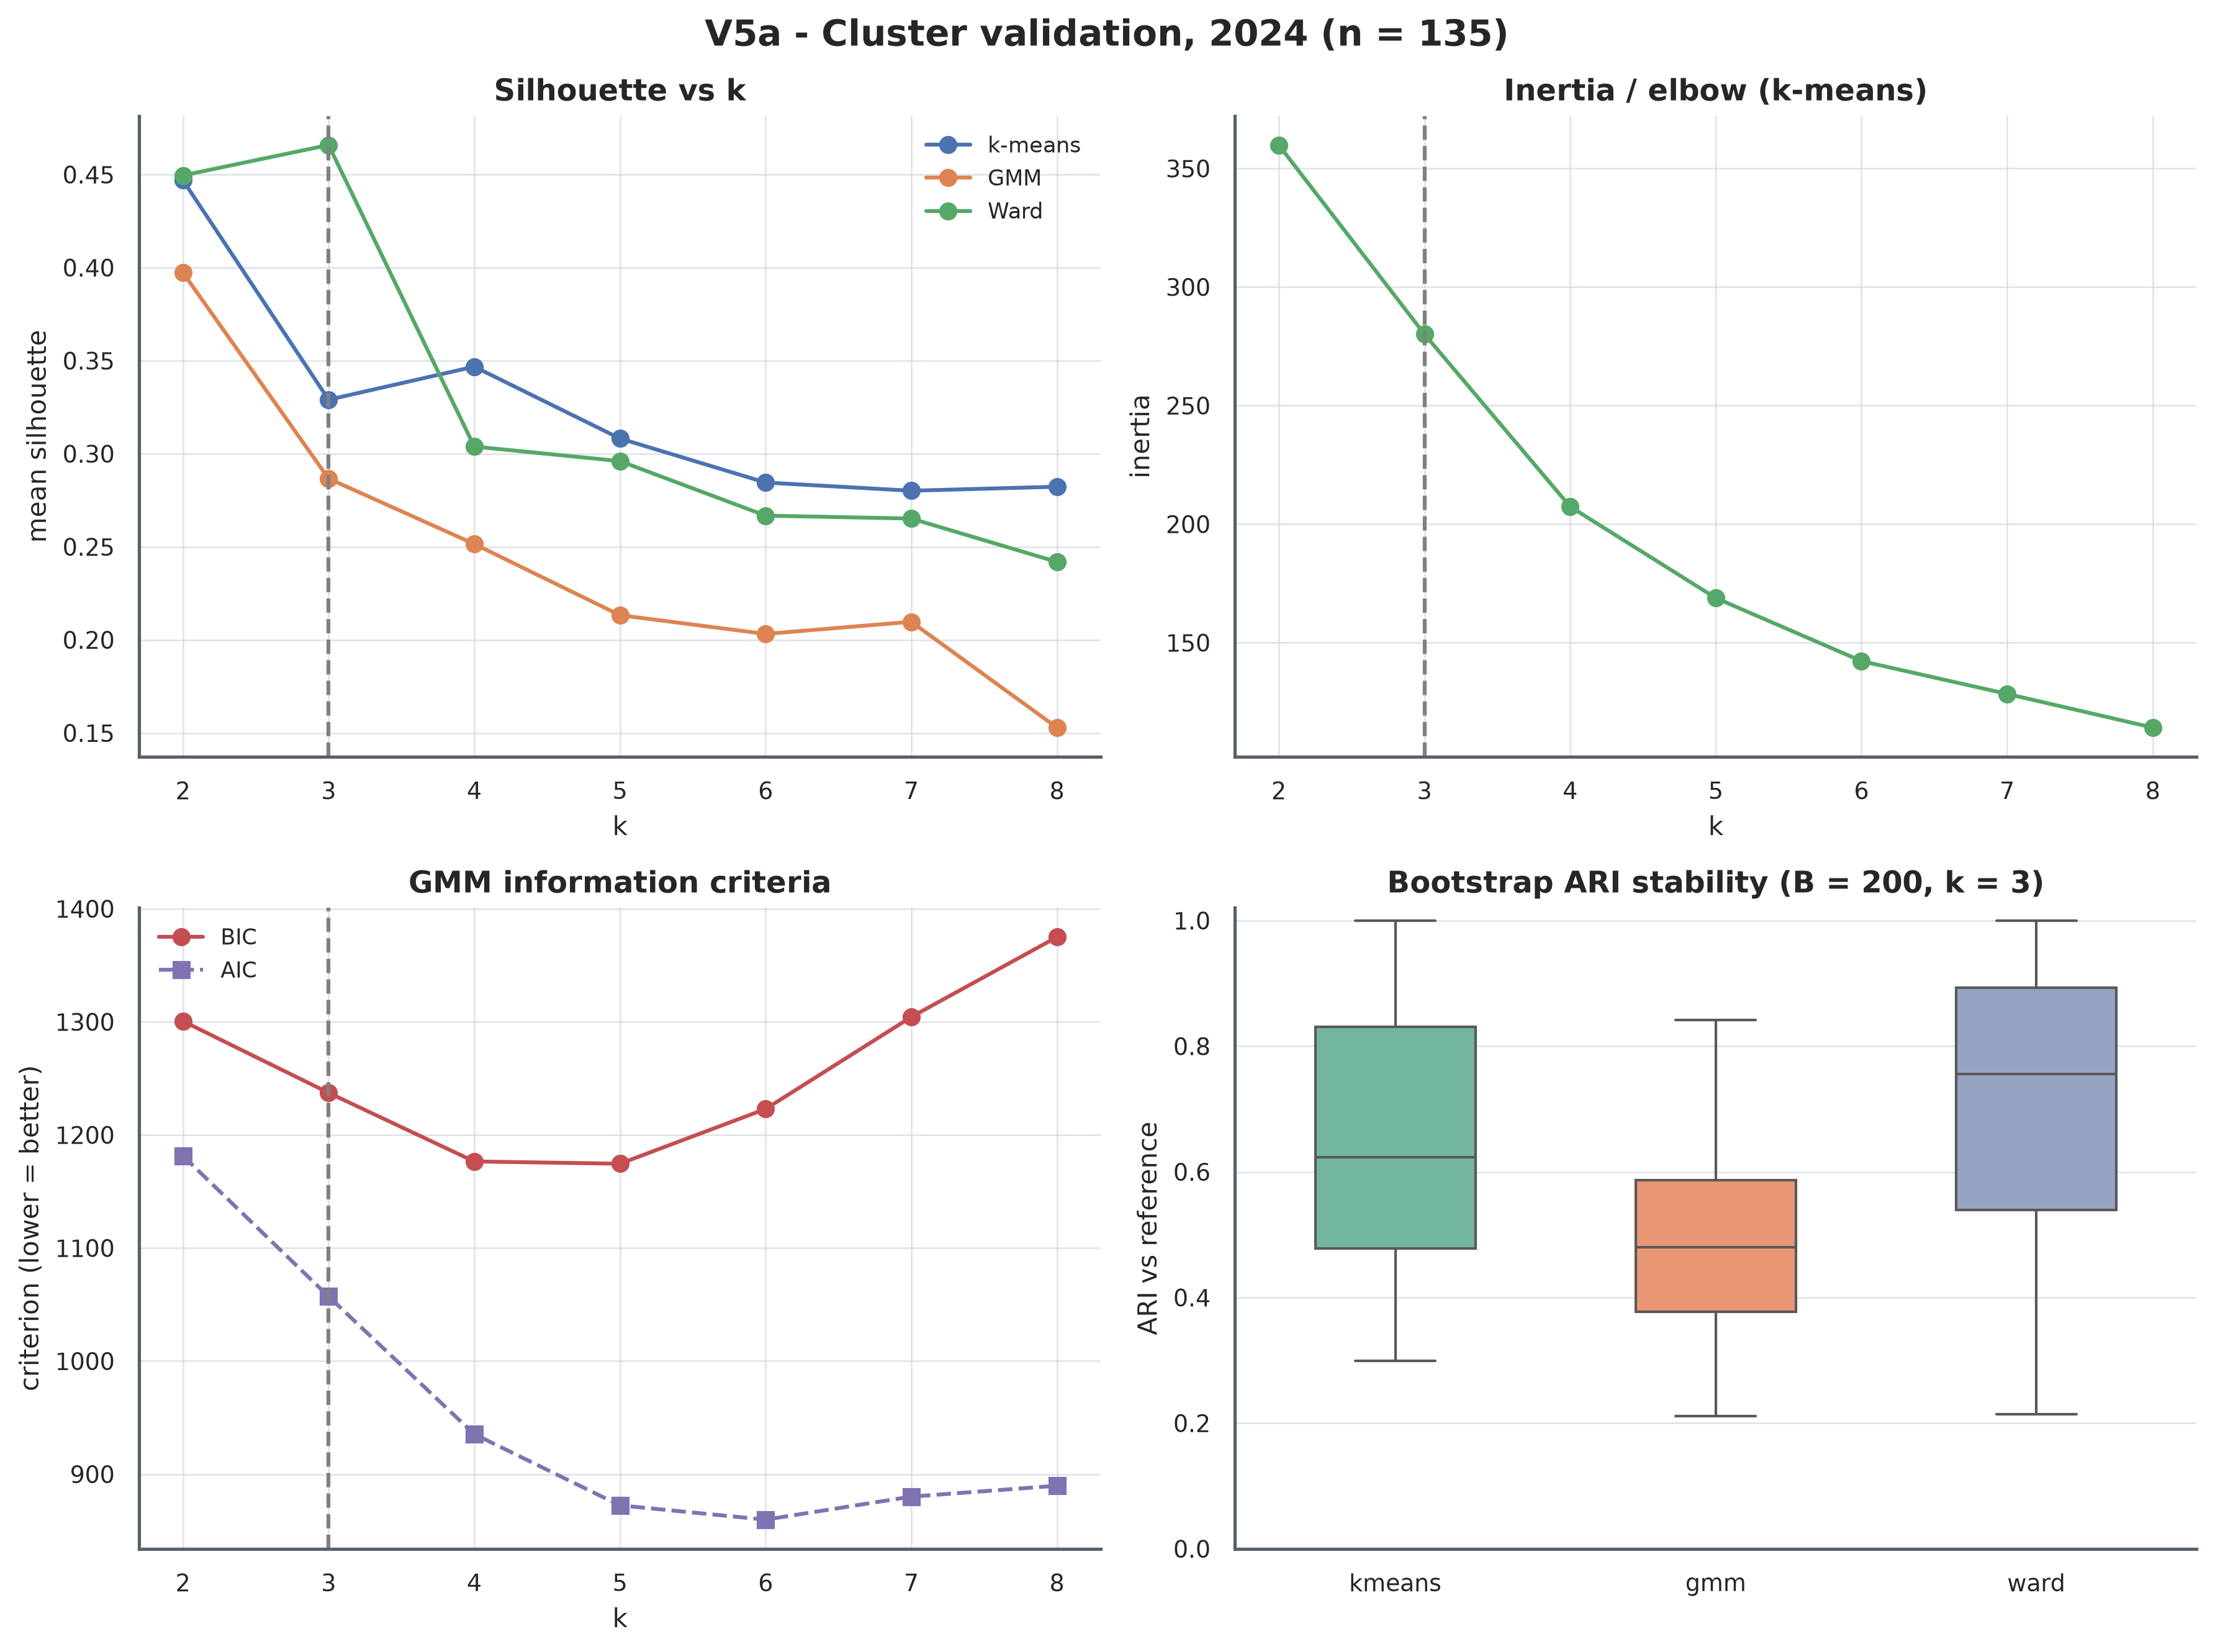 V5a - Cluster validation, 2024 (n = 135)
Silhouette vs k
mean silhouette
0.45
0.40
0.35
0.30
0.25
0.20
0.15
k-means
GMM
Ward
2 3 4 5 6 7 8
k
Inertia / elbow (k-means)
inertia
350
300
250
200
150
2 3 4 5 6 7 8
k
GMM information criteria
criterion (lower = better)
1400
1300
1200
1100
1000
900
BIC
AIC
2 3 4 5 6 7 8
k
Bootstrap ARI stability (B = 200, k = 3)
ARI vs reference
1.0
0.8
0.6
0.4
0.2
0.0
kmeans gmm ward